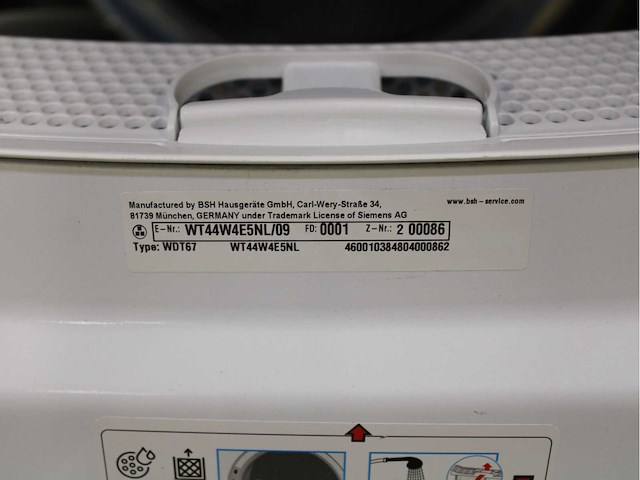 Manufactured by BSH Hausgeräte GmbH, Carl-Wery-Straße 34,
www.bsh-service.com
81739 München, GERMANY under Trademark License of Siemens AG
E-Nr.: WT44W4E5NL/09 FD: 0001 Z-Nr.: 2 00086
Type: WDT67 WT44W4E5NL 460010384804000862